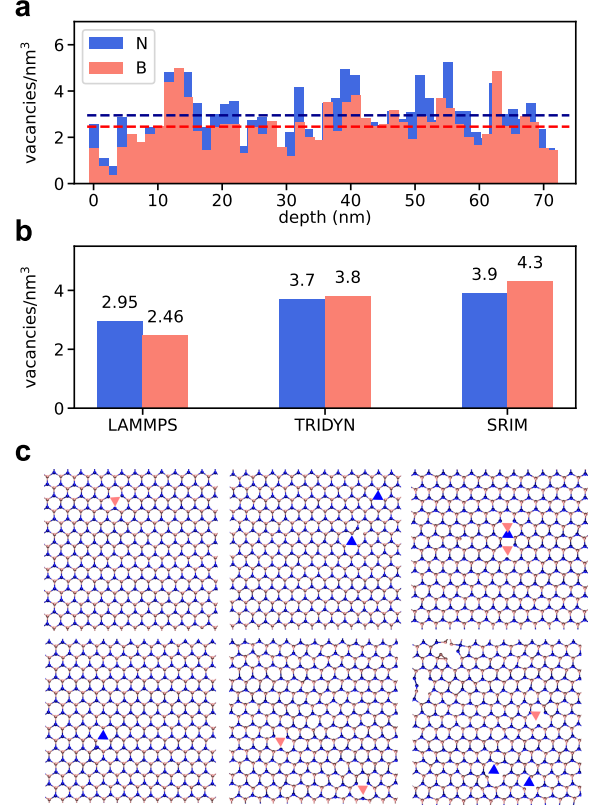 a
vacancies/nm³
6
4
2
0
N
B
0 10 20 30 40 50 60 70
depth (nm)
b
vacancies/nm³
4
2
0
2.95
2.46
3.7
3.8
3.9
4.3
LAMMPS TRIDYN SRIM
c